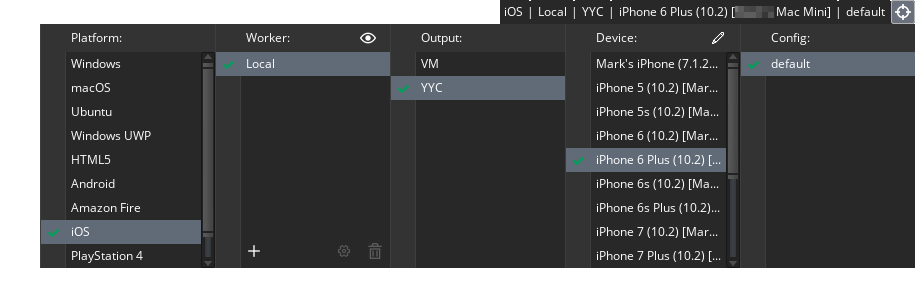 iOS | Local | YYC | iPhone 6 Plus (10.2) [ Mac Mini] | default
Platform:
Windows
macOS
Ubuntu
Windows UWP
HTML5
Android
Amazon Fire
iOS
PlayStation 4
Worker:
Local
Output:
VM
YYC
Device:
Mark's iPhone (7.1.2...
iPhone 5 (10.2) [Mar...
iPhone 5s (10.2) [Ma...
iPhone 6 (10.2) [Mar...
iPhone 6 Plus (10.2) [...
iPhone 6s (10.2) [Ma...
iPhone 6s Plus (10.2)...
iPhone 7 (10.2) [Mar...
iPhone 7 Plus (10.2) [...
Config:
default